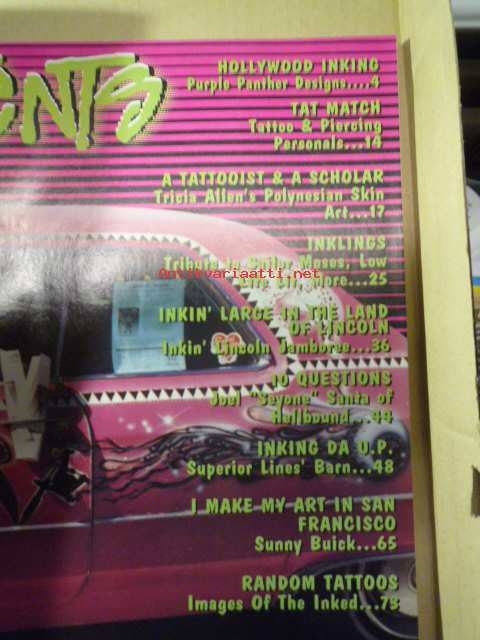 ENTS
HOLLYWOOD INKING
Purple Panther Designs....4
TAT MATCH
Tattoo & Piercing
Personals...14
A TATTOOIST & A SCHOLAR
Tricia Allen's Polynesian Skin
Art...17
INKLINGS
Tribute to Sailor Moses, Low
Antikvariaatti.net
Life Lil, More...25
INKIN' LARGE IN THE LAND
OF LINCOLN
Inkin' Lincoln Jamboree...36
10 QUESTIONS
Joel "Seyone" Santa of
Hellbound...44
INKING DA U.P.
Superior Lines' Barn...48
I MAKE MY ART IN SAN
FRANCISCO
Sunny Buick...65
RANDOM TATTOOS
Images Of The Inked...73